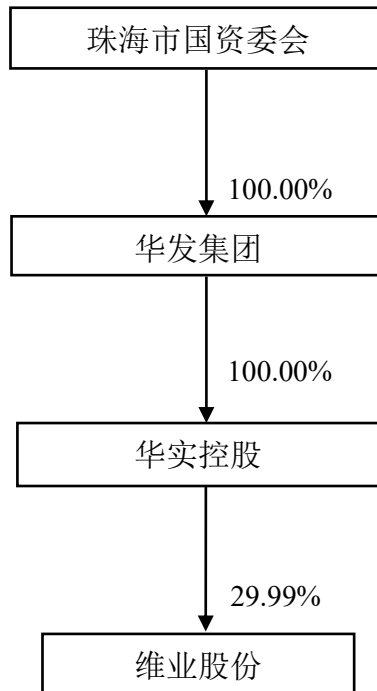 珠海市国资委会
100.00%
华发集团
100.00%
华实控股
29.99%
维业股份